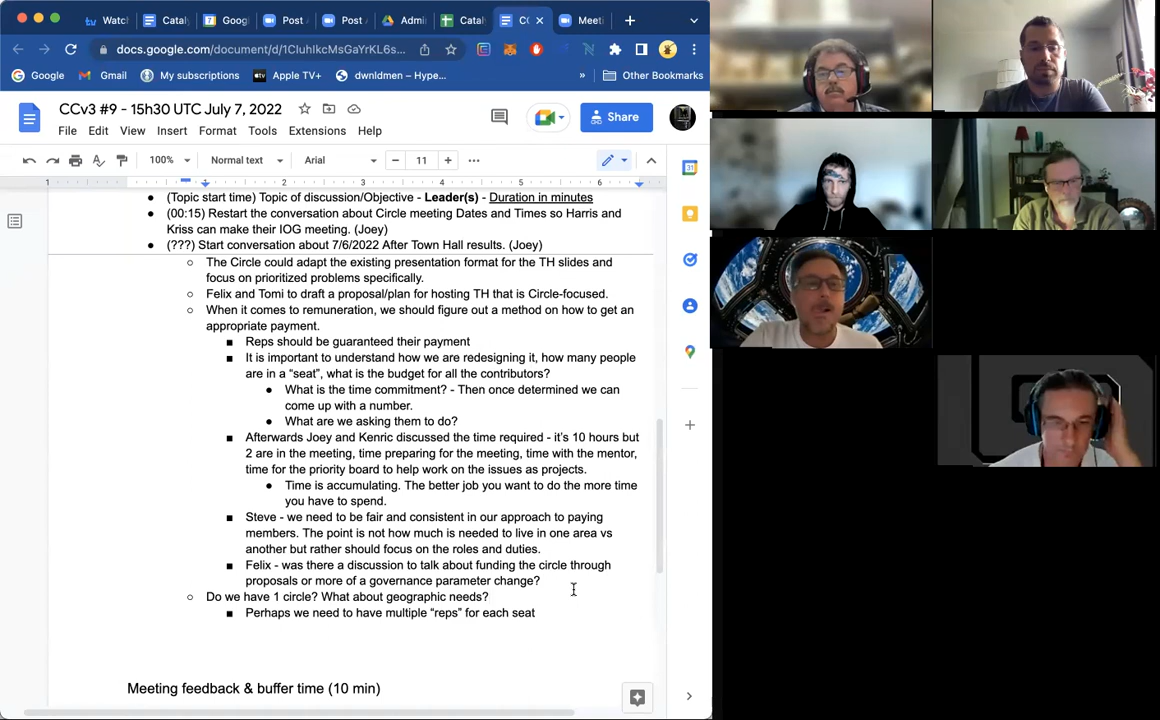 Watch
Catal
Goog
Post
Post
Admi
Catal
CC
Meeti
docs.google.com/document/d/1CIuhIkcMsGaYrKL6s...
Google
Gmail
My subscriptions
Apple TV+
dwnldmen – Hype...
»
Other Bookmarks
CCv3 #9 - 15h30 UTC July 7, 2022
Share
File Edit View Insert Format Tools Extensions Help
100% Normal text Arial − 11 +
1 1 2 3 4 5 6
(Topic start time) Topic of discussion/Objective - Leader(s) - Duration in minutes
(00:15) Restart the conversation about Circle meeting Dates and Times so Harris and
Kriss can make their IOG meeting. (Joey)
(???) Start conversation about 7/6/2022 After Town Hall results. (Joey)
The Circle could adapt the existing presentation format for the TH slides and
focus on prioritized problems specifically.
Felix and Tomi to draft a proposal/plan for hosting TH that is Circle-focused.
When it comes to remuneration, we should figure out a method on how to get an
appropriate payment.
Reps should be guaranteed their payment
It is important to understand how we are redesigning it, how many people
are in a “seat”, what is the budget for all the contributors?
What is the time commitment? - Then once determined we can
come up with a number.
What are we asking them to do?
Afterwards Joey and Kenric discussed the time required - it’s 10 hours but
2 are in the meeting, time preparing for the meeting, time with the mentor,
time for the priority board to help work on the issues as projects.
Time is accumulating. The better job you want to do the more time
you have to spend.
Steve - we need to be fair and consistent in our approach to paying
members. The point is not how much is needed to live in one area vs
another but rather should focus on the roles and duties.
Felix - was there a discussion to talk about funding the circle through
proposals or more of a governance parameter change?
Do we have 1 circle? What about geographic needs?
Perhaps we need to have multiple “reps” for each seat
Meeting feedback & buffer time (10 min)